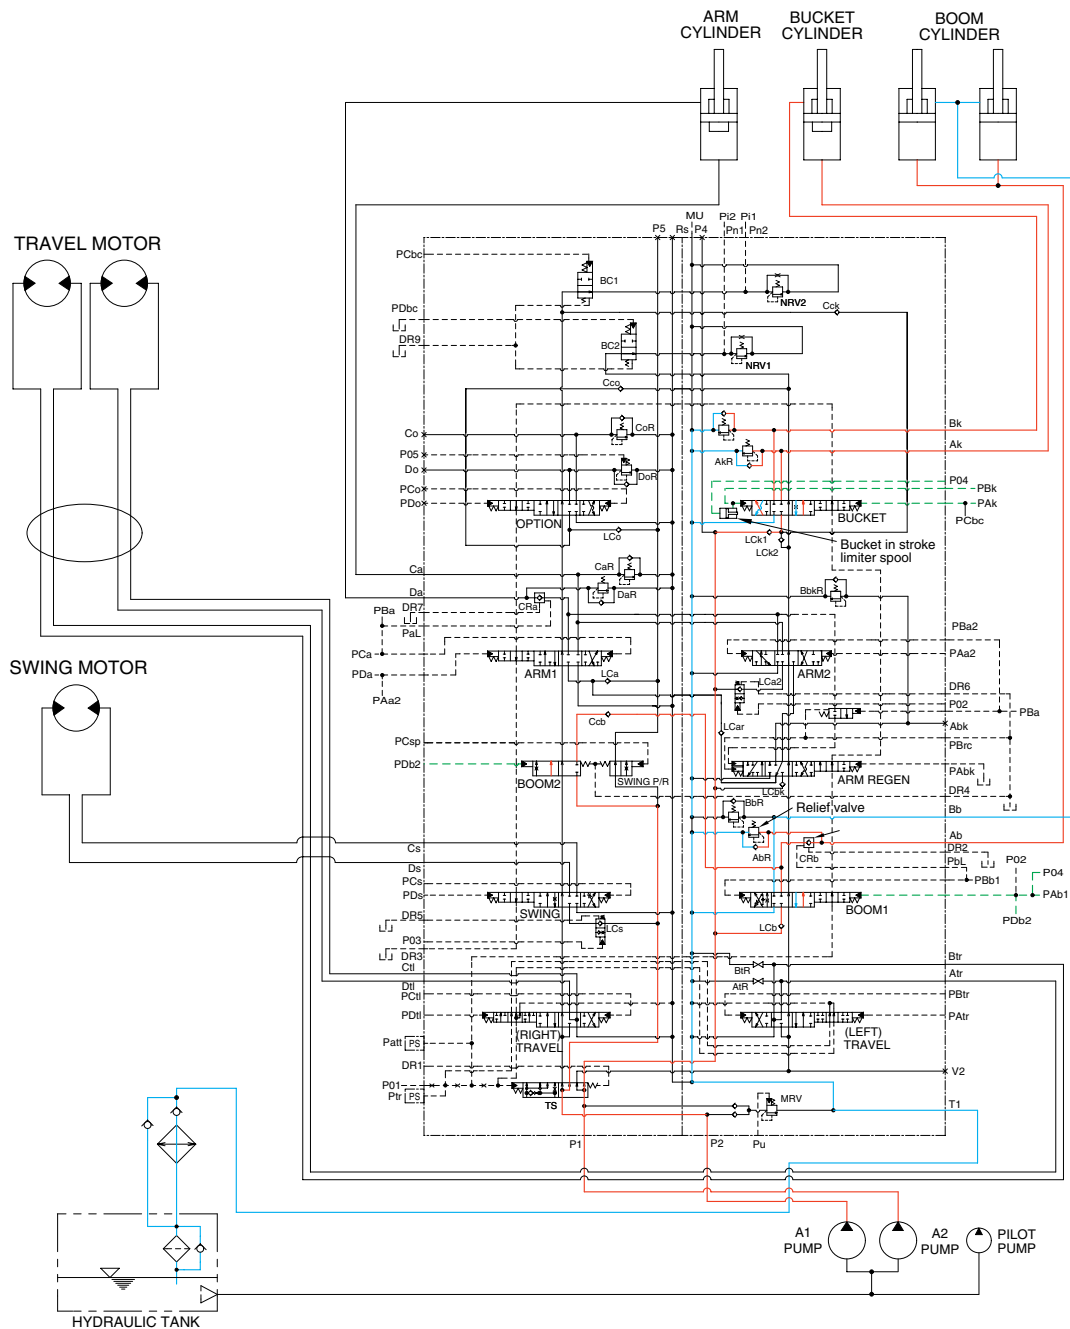 ARM
CYLINDER
BUCKET
CYLINDER
BOOM
CYLINDER
TRAVEL MOTOR
P5
Rs
MU
P4
Pi2
Pn1
Pi1
Pn2
PCbc
BC1
NRV2
Cck
PDbc
DR9
BC2
NRV1
Cco
Co
CoR
Bk
AkR
Ak
P05
Do
DoR
PCo
PDo
OPTION
LCo
P04
PBk
PAk
PCbc
BUCKET
LCk1
LCk2
Bucket in stroke
limiter spool
Ca
CaR
DaR
Da
CRa
DR7
PBa
PaL
PCa
PDa
PAa2
ARM1
LCa
BbkR
PBa2
PAa2
ARM2
LCa2
DR6
P02
PBa
Abk
LCar
PBrc
PAbk
ARM REGEN
LCbk
DR4
SWING MOTOR
Ccb
PCsp
PDb2
BOOM2
SWING P/R
BbR
Relief valve
Bb
AbR
CRb
Ab
DR2
PbL
PBb1
P02
P04
PAb1
PDb2
BOOM1
LCb
Cs
Ds
PCs
PDs
SWING
DR5
LCs
P03
DR3
Ctl
Dtl
PCtl
PDtl
(RIGHT)
TRAVEL
BtR
AtR
Btr
Atr
PBtr
PAtr
(LEFT)
TRAVEL
Patt
PS
DR1
P01
Ptr
PS
TS
V2
MRV
T1
P1
P2
Pu
A1
PUMP
A2
PUMP
PILOT
PUMP
HYDRAULIC TANK